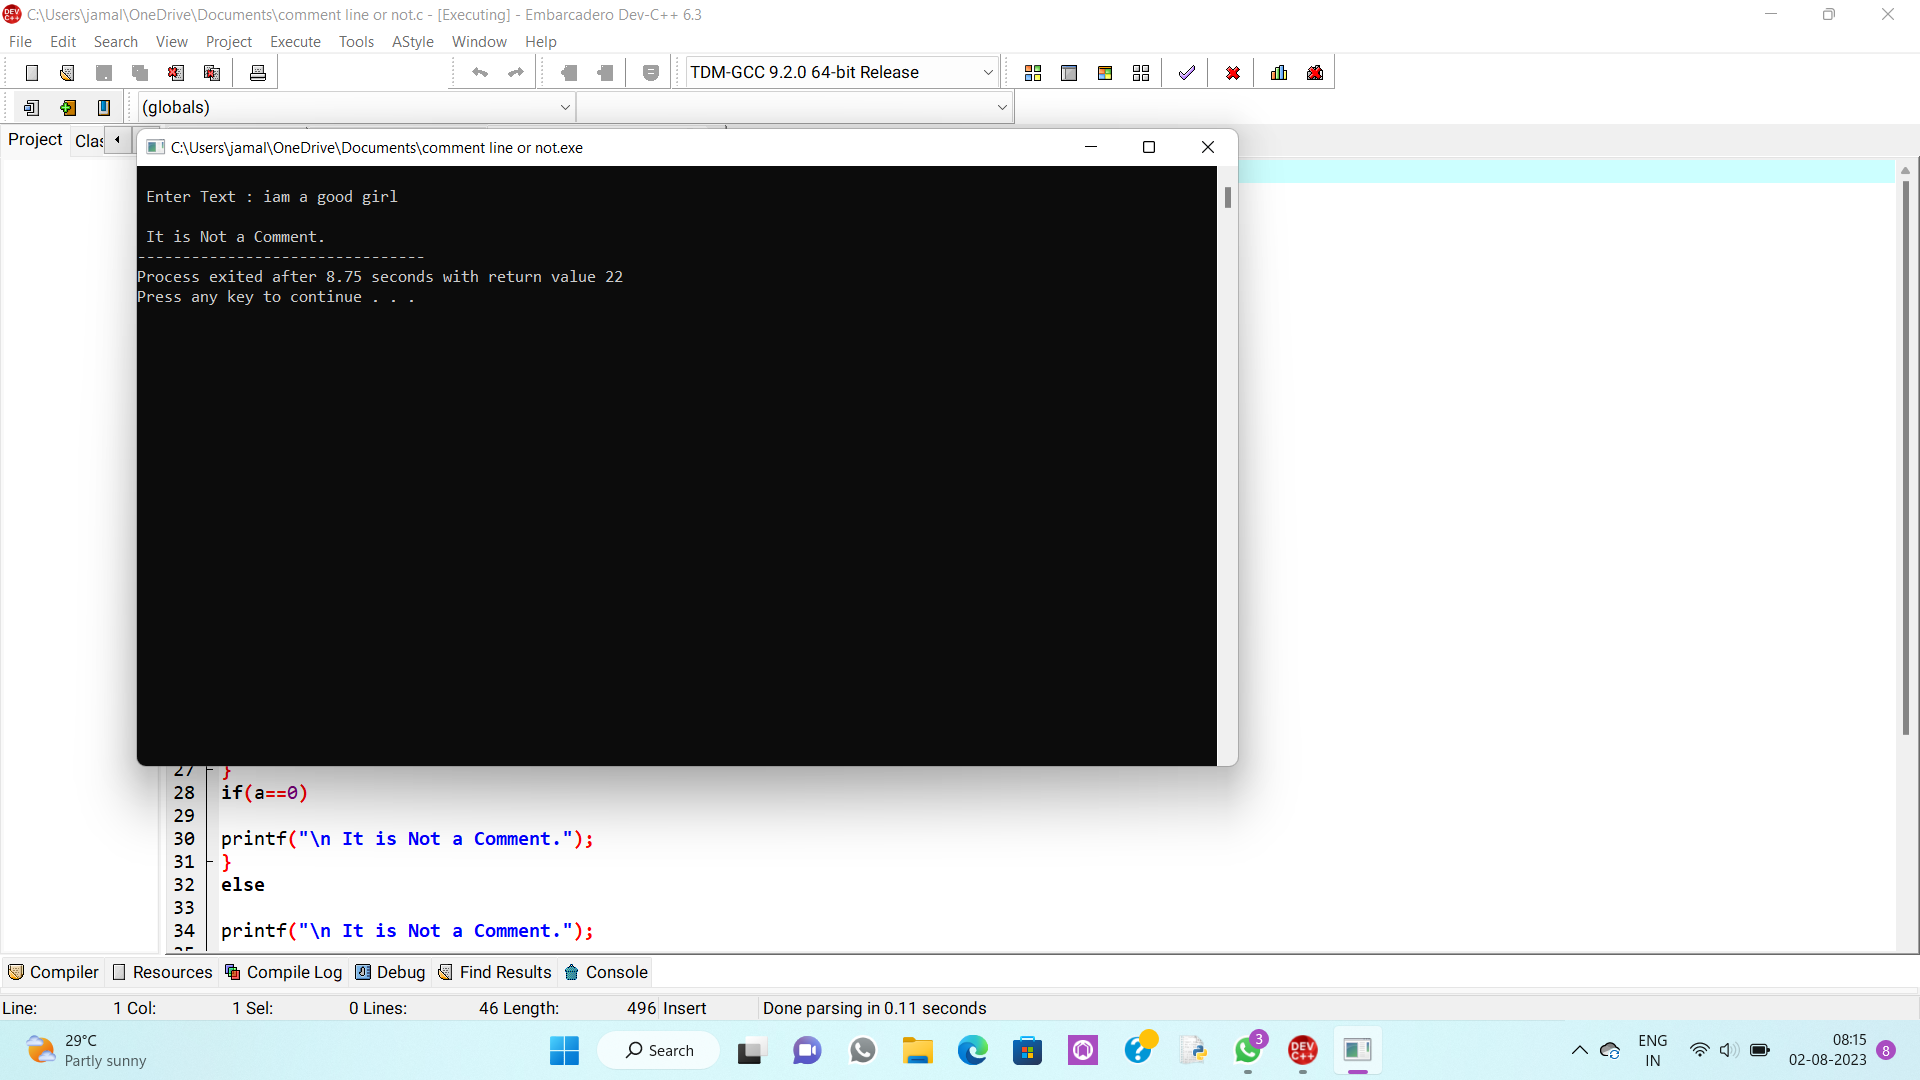 C:\Users\jamal\OneDrive\Documents\comment line or not.c - [Executing] - Embarcadero Dev-C++ 6.3
File Edit Search View Project Execute Tools AStyle Window Help
TDM-GCC 9.2.0 64-bit Release
(globals)
Project Clas
C:\Users\jamal\OneDrive\Documents\comment line or not.exe
Enter Text : iam a good girl
It is Not a Comment.
--------------------------------
Process exited after 8.75 seconds with return value 22
Press any key to continue . . .
27 }
28 if(a==0)
29
30 printf("\n It is Not a Comment.");
31 }
32 else
33
34 printf("\n It is Not a Comment.");
Compiler Resources Compile Log Debug Find Results Console
Line: 1 Col: 1 Sel: 0 Lines: 46 Length: 496 Insert Done parsing in 0.11 seconds
29°C
Partly sunny
Search
3
DEV C++
ENG
IN
08:15
02-08-2023
8